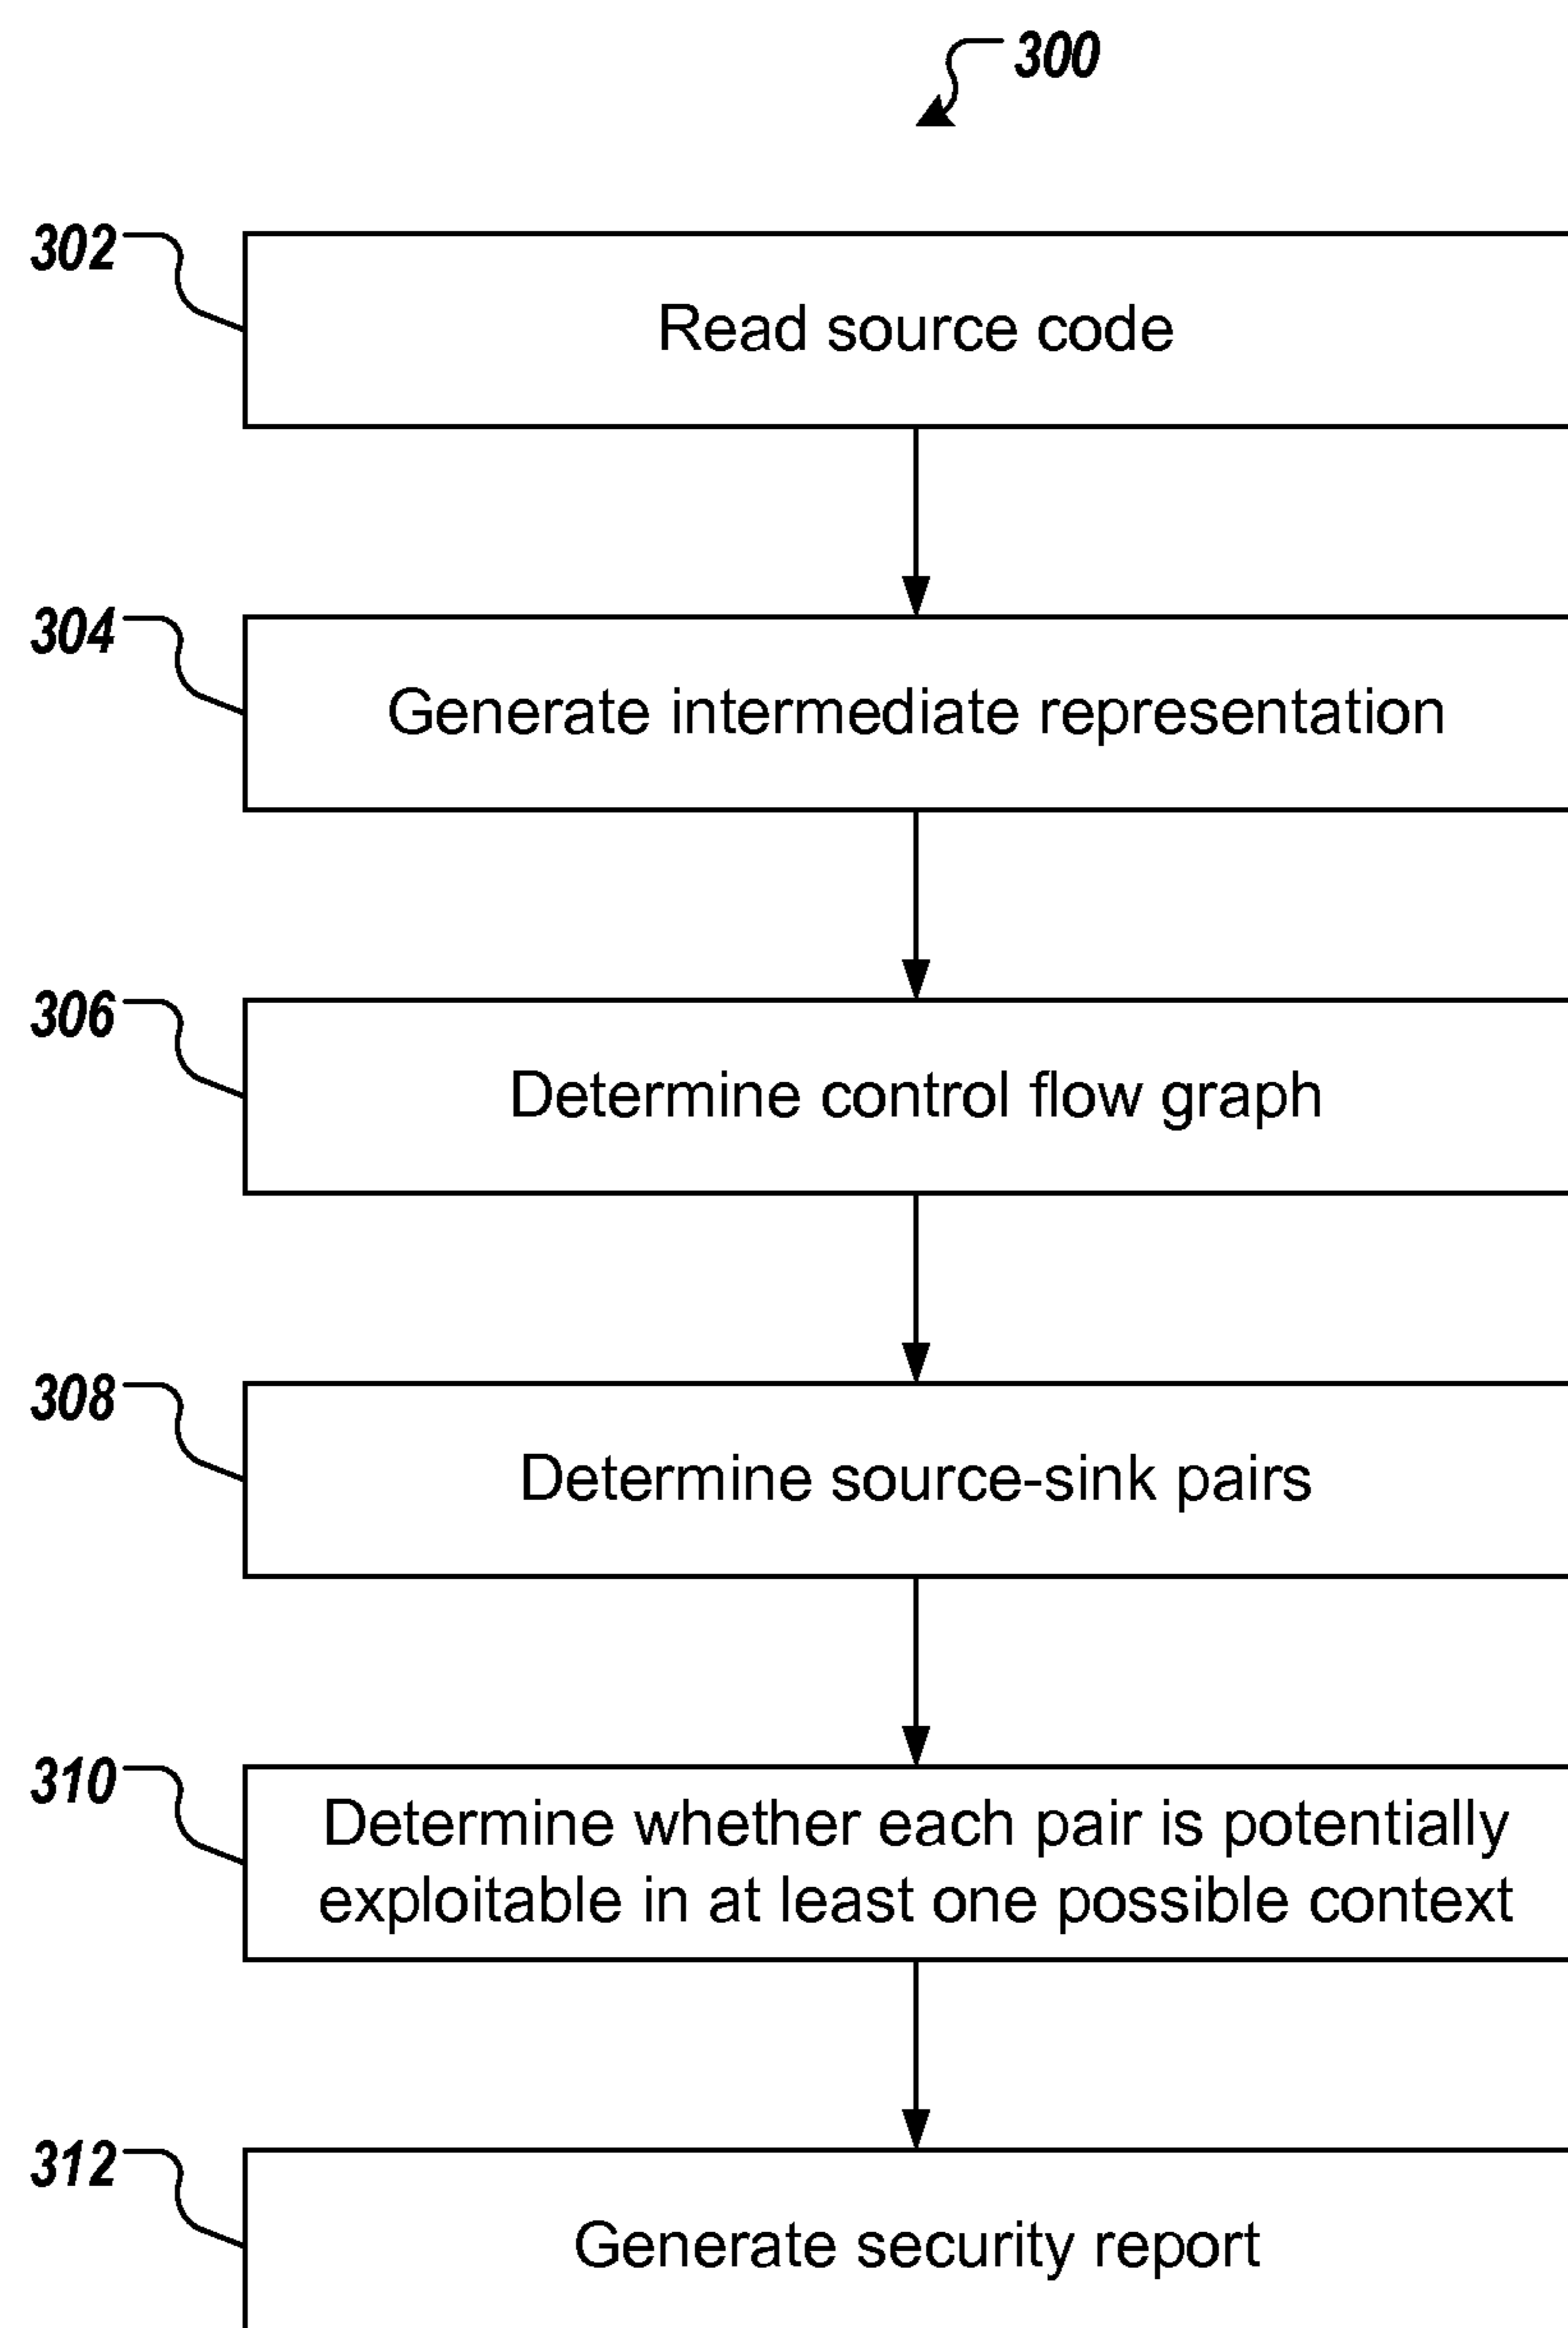 300
302
Read source code
304
Generate intermediate representation
306
Determine control flow graph
308
Determine source-sink pairs
310
Determine whether each pair is potentially
exploitable in at least one possible context
312
Generate security report